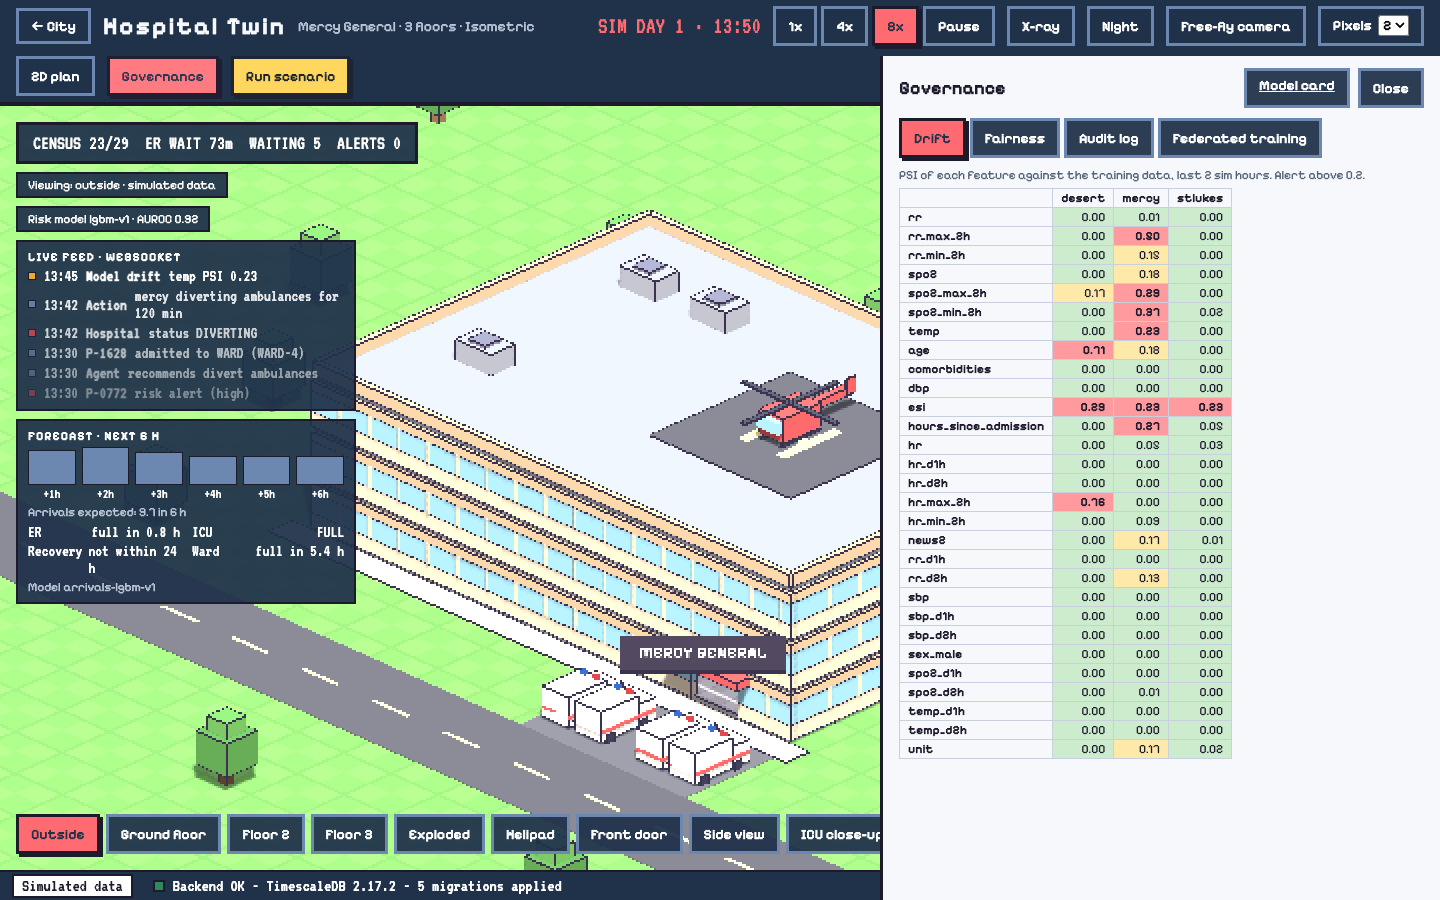 ← City
Hospital Twin
Mercy General · 3 floors · Isometric
SIM DAY 1 · 13:50
1x
4x
8x
Pause
X-ray
Night
Free-fly camera
Pixels 2
2D plan
Governance
Run scenario
CENSUS 23/29 ER WAIT 73m WAITING 5 ALERTS 0
Viewing: outside · simulated data
Risk model lgbm-v1 · AUROC 0.92
LIVE FEED · WEBSOCKET
13:45 Model drift temp PSI 0.23
13:42 Action mercy diverting ambulances for
120 min
13:42 Hospital status DIVERTING
13:30 P-1628 admitted to WARD (WARD-4)
13:30 Agent recommends divert ambulances
13:30 P-0772 risk alert (high)
FORECAST · NEXT 6 H
+1h +2h +3h +4h +5h +6h
Arrivals expected: 9.7 in 6 h
ER full in 0.8 h ICU FULL
Recovery not within 24 h Ward full in 5.4 h
Model arrivals-lgbm-v1
MERCY GENERAL
Outside
Ground floor
Floor 2
Floor 3
Exploded
Helipad
Front door
Side view
ICU close-up
Simulated data
Backend OK - TimescaleDB 2.17.2 - 5 migrations applied
Governance
Model card
Close
Drift
Fairness
Audit log
Federated training
PSI of each feature against the training data, last 2 sim hours. Alert above 0.2.
desert mercy stlukes
rr 0.00 0.01 0.00
rr_max_2h 0.00 0.00
rr_min_2h 0.00 0.15 0.00
spo2 0.00 0.00
spo2_max_2h 0.17 0.29 0.00
spo2_min_2h 0.00 0.37 0.02
temp 0.00 0.23 0.00
age 0.71 0.00
comorbidities 0.00 0.00 0.00
dbp 0.00 0.00 0.00
esi 0.29 0.23 0.23
hours_since_admission 0.00 0.27 0.05
hr 0.00 0.05 0.03
hr_d1h 0.00 0.00 0.00
hr_d2h 0.00 0.00 0.00
hr_max_2h 0.76 0.00 0.00
hr_min_2h 0.00 0.09 0.00
news2 0.00 0.17 0.01
rr_d1h 0.00 0.00 0.00
rr_d2h 0.00 0.13 0.00
sbp 0.00 0.00 0.00
sbp_d1h 0.00 0.00 0.00
sbp_d2h 0.00 0.00 0.00
sex_male 0.00 0.00 0.00
spo2_d1h 0.00 0.00 0.00
spo2_d2h 0.00 0.01 0.00
temp_d1h 0.00 0.00 0.00
temp_d2h 0.00 0.00 0.00
unit 0.00 0.17 0.02